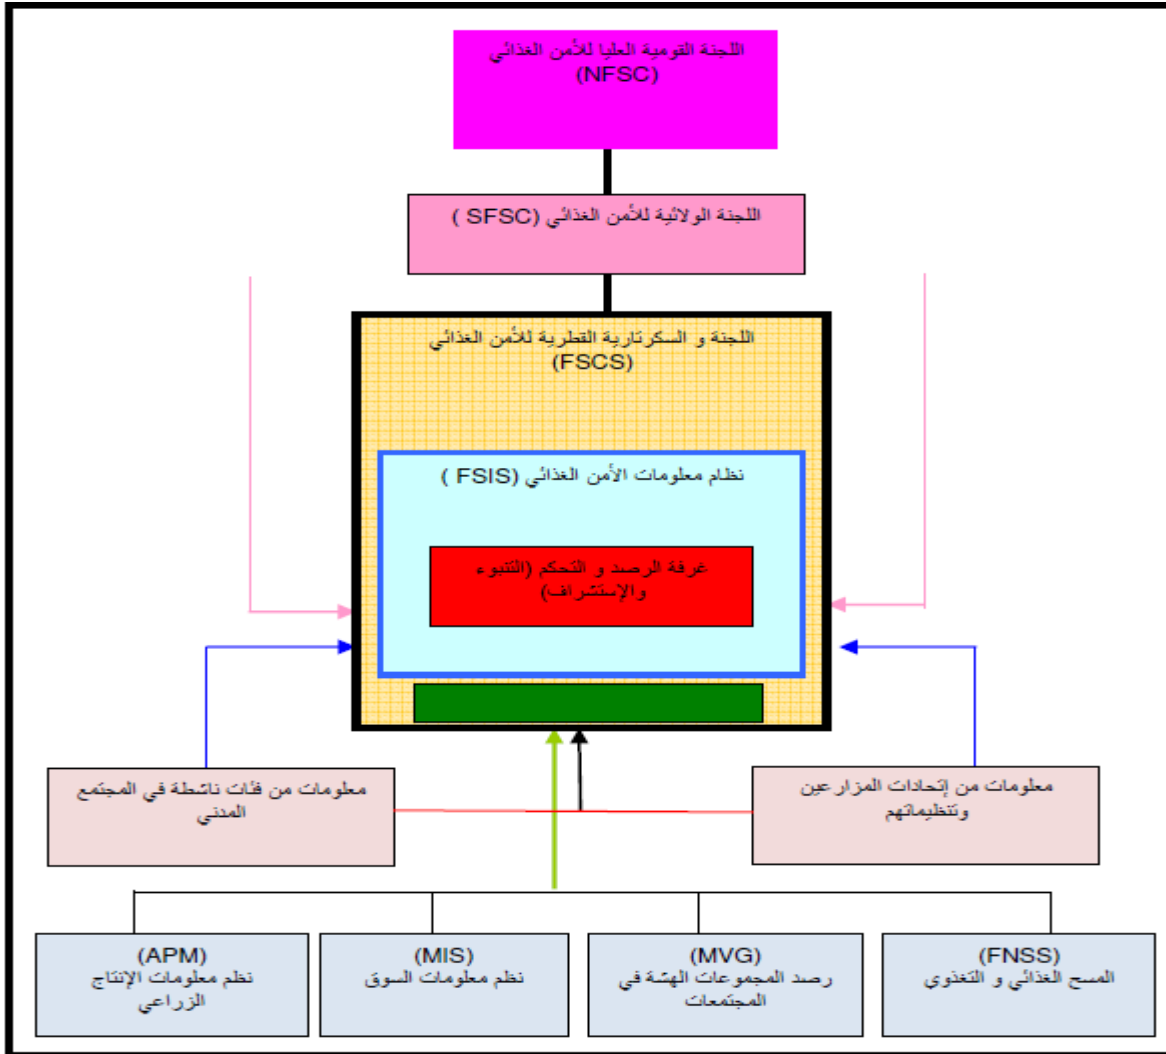 اللجنة القومية العليا للأمن الغذائي
(NFSC)
اللجنة الولائية للأمن الغذائي (SFSC )
اللجنة و السكرتارية القطرية للأمن الغذائي
(FSCS)
نظام معلومات الأمن الغذائي (FSIS )
غرفة الرصد و التحكم (التنبوء
والإستشراف)
معلومات من إتحادات المزارعين
وتنظيماتهم
معلومات من فئات ناشطة في المجتمع
المدني
(FNSS)
المسح الغذائي و التغذوي
(MVG)
رصد المجموعات الهشة في
المجتمعات
(MIS)
نظم معلومات السوق
(APM)
نظم معلومات الإنتاج
الزراعي